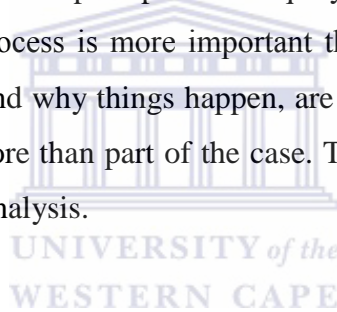 ocess is more important th
nd why things happen, are
ore than part of the case. T
nalysis.
UNIVERSITY of the
WESTERN CAPE